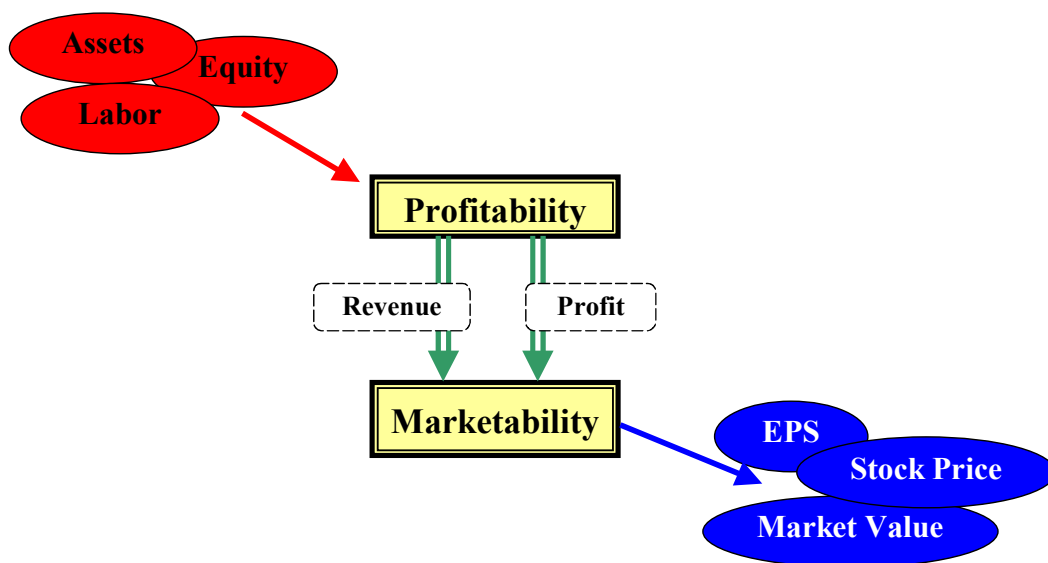 Assets
Equity
Labor
Profitability
Revenue
Profit
Marketability
EPS
Stock Price
Market Value